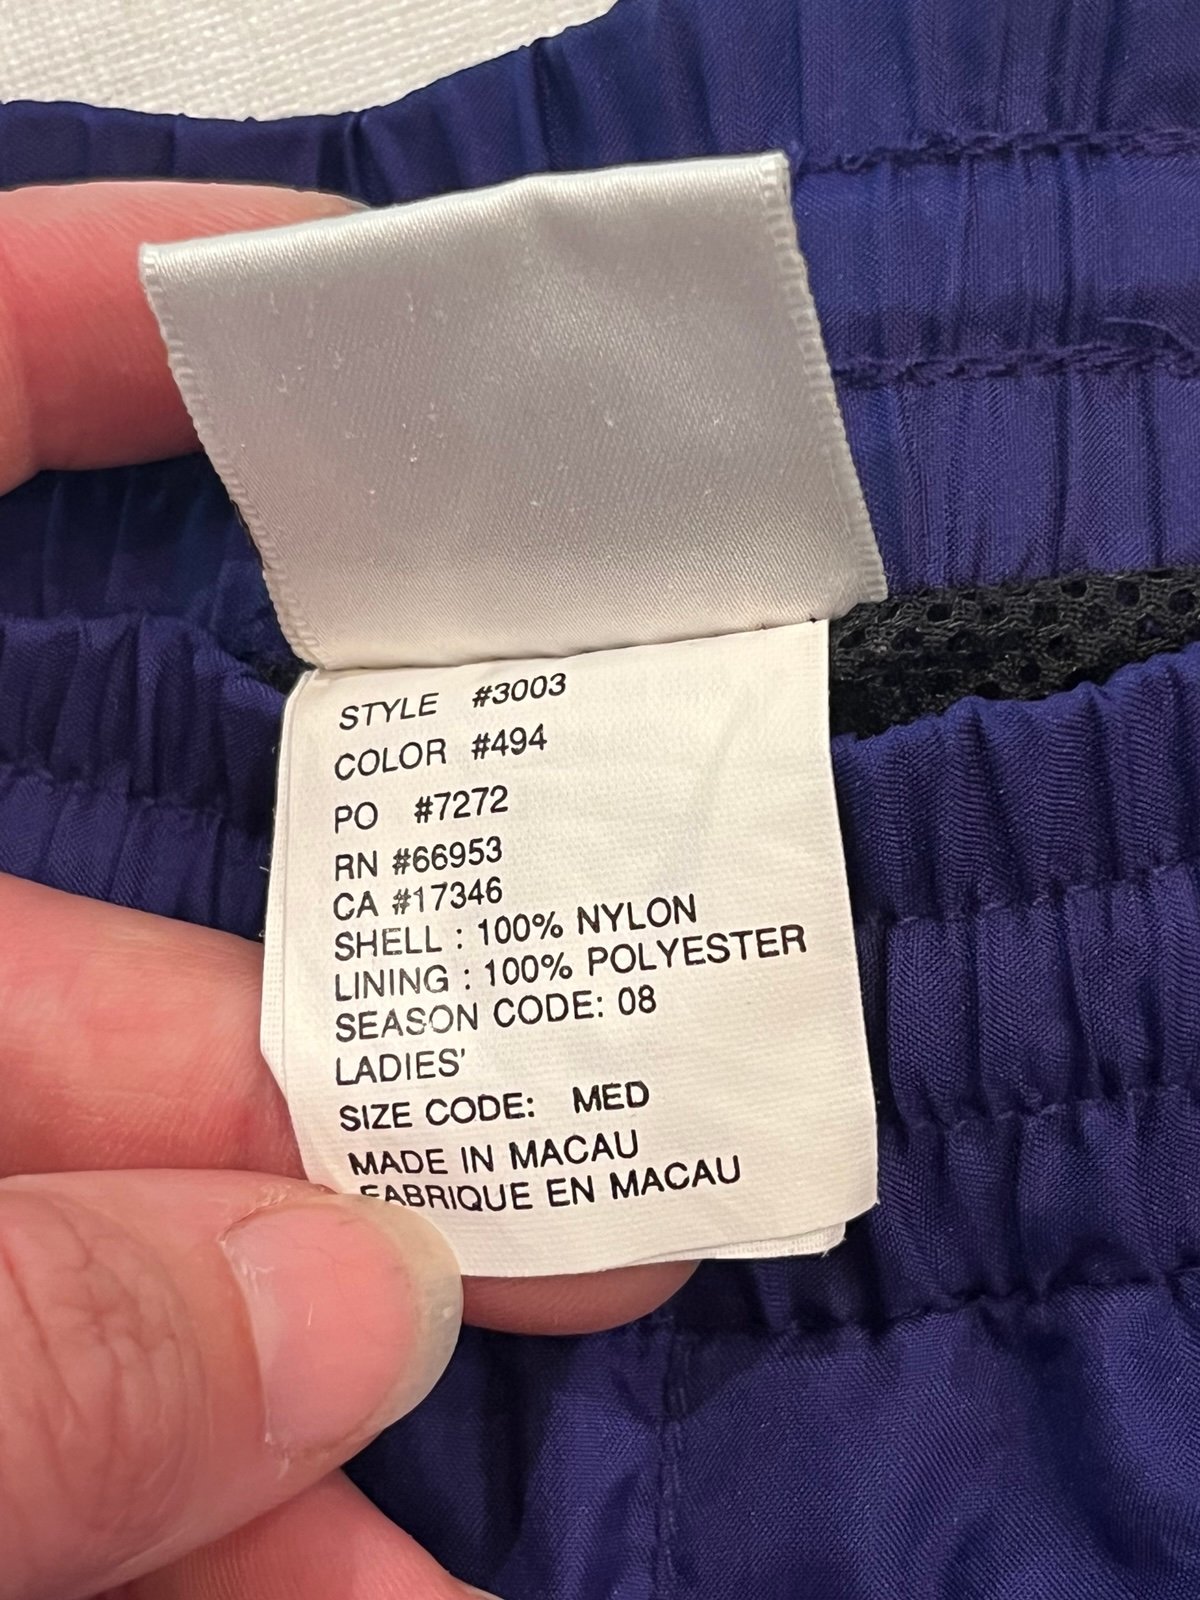 STYLE #3003
COLOR #494
PO #7272
RN #66953
CA #17346
SHELL : 100% NYLON
LINING : 100% POLYESTER
SEASON CODE: 08
LADIES'
SIZE CODE: MED
MADE IN MACAU
FABRIQUE EN MACAU